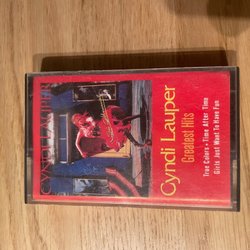 CYNDI LAUPER
Cyndi Lauper
Greatest Hits
True Colors • Time After Time
Girls Just Want To Have Fun